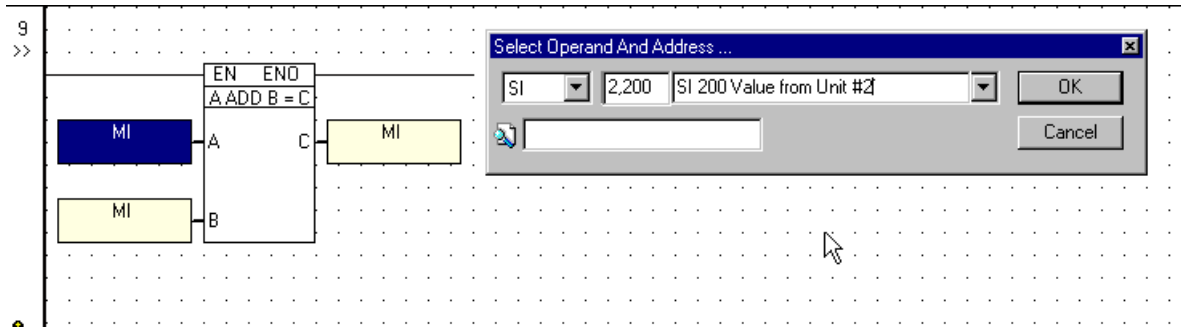 9
>>
EN ENO
A ADD B = C
MI
A
C
MI
MI
B
Select Operand And Address ...
SI
2,200
SI 200 Value from Unit #2
OK
Cancel